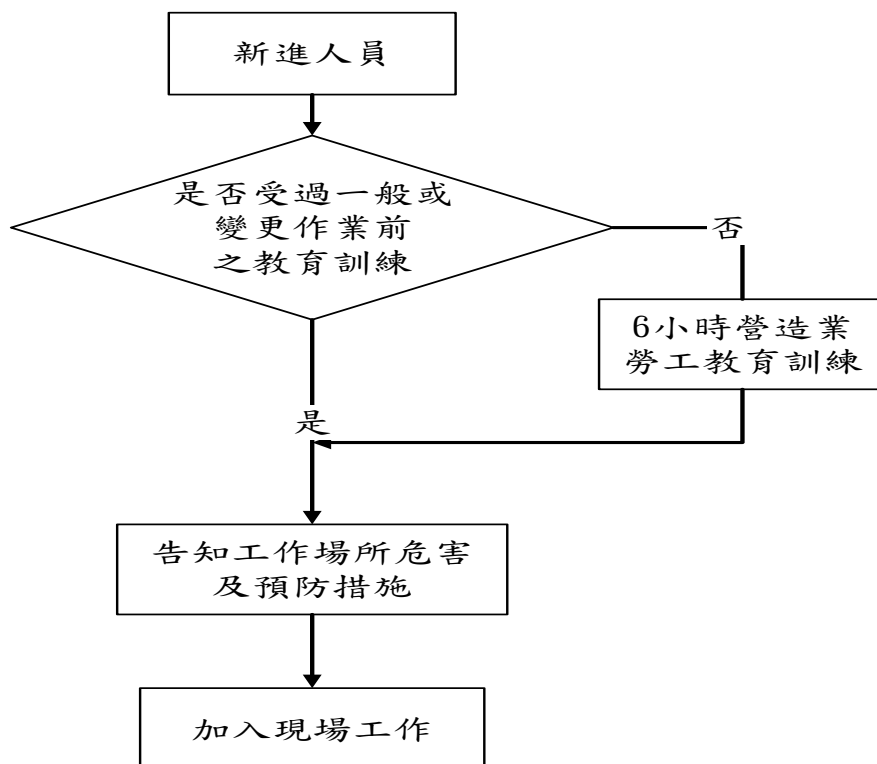 新進人員
是否受過一般或
變更作業前
之教育訓練
否
6小時營造業
勞工教育訓練
是
告知工作場所危害
及預防措施
加入現場工作